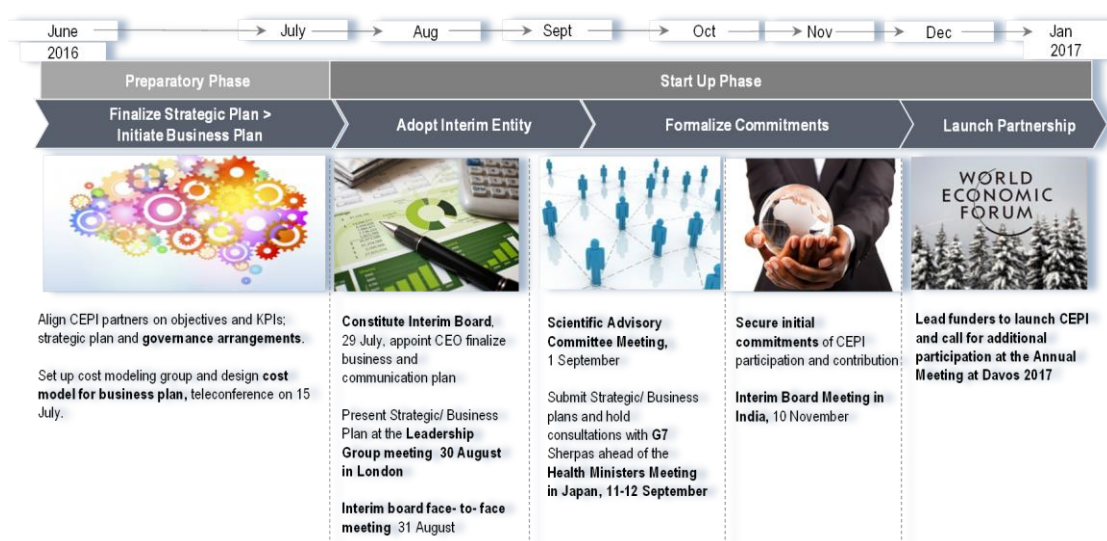 June
July
Aug
Sept
Oct
Nov
Dec
Jan
2016
2017
Preparatory Phase
Start Up Phase
Finalize Strategic Plan >
Initiate Business Plan
Adopt Interim Entity
Formalize Commitments
Launch Partnership
WORLD
ECONOMIC
FORUM
Align CEPI partners on objectives and KPIs;
strategic plan and governance arrangements.
Set up cost modeling group and design cost
model for business plan, teleconference on 15
July.
Constitute Interim Board,
29 July, appoint CEO finalize
business and
communication plan
Present Strategic/ Business
Plan at the Leadership
Group meeting 30 August
in London
Interim board face- to- face
meeting 31 August
Scientific Advisory
Committee Meeting,
1 September
Submit Strategic/ Business
plans and hold
consultations with G7
Sherpas ahead of the
Health Ministers Meeting
in Japan, 11-12 September
Secure initial
commitments of CEPI
participation and contribution
Interim Board Meeting in
India, 10 November
Lead funders to launch CEPI
and call for additional
participation at the Annual
Meeting at Davos 2017